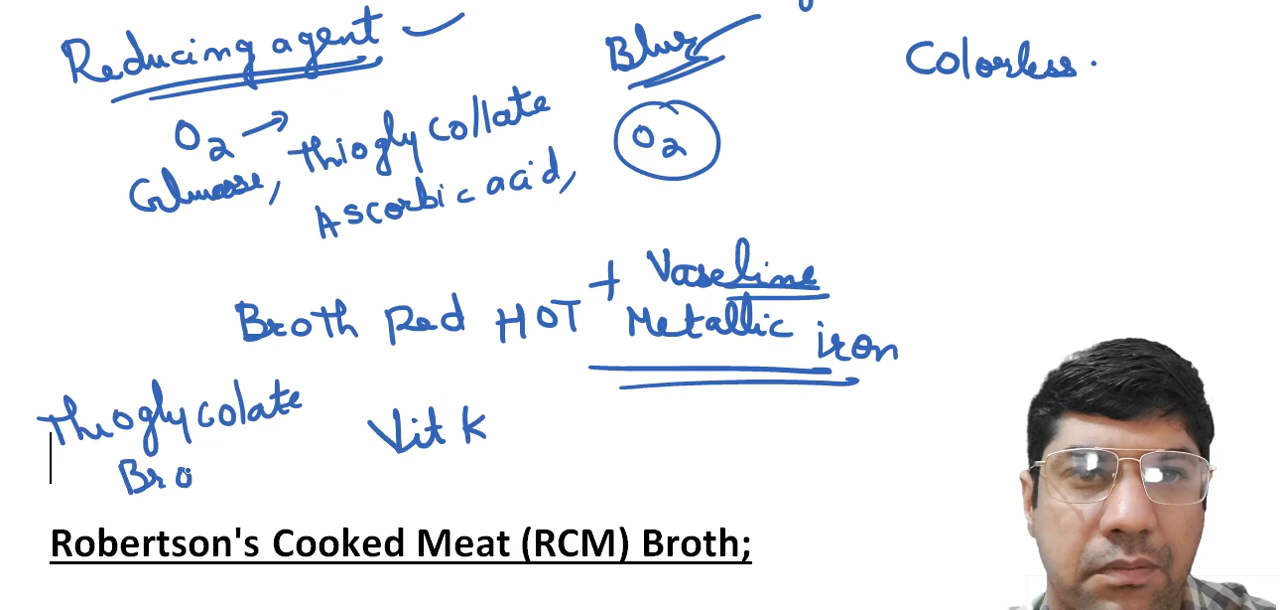 Reducing agent
Blue
Colorless.
O2 → Thioglycollate
O2
Glucose, Ascorbic acid,
Broth Red HOT + Vaseline
Metallic iron
Thioglycolate
Bro
Vit K
Robertson's Cooked Meat (RCM) Broth;